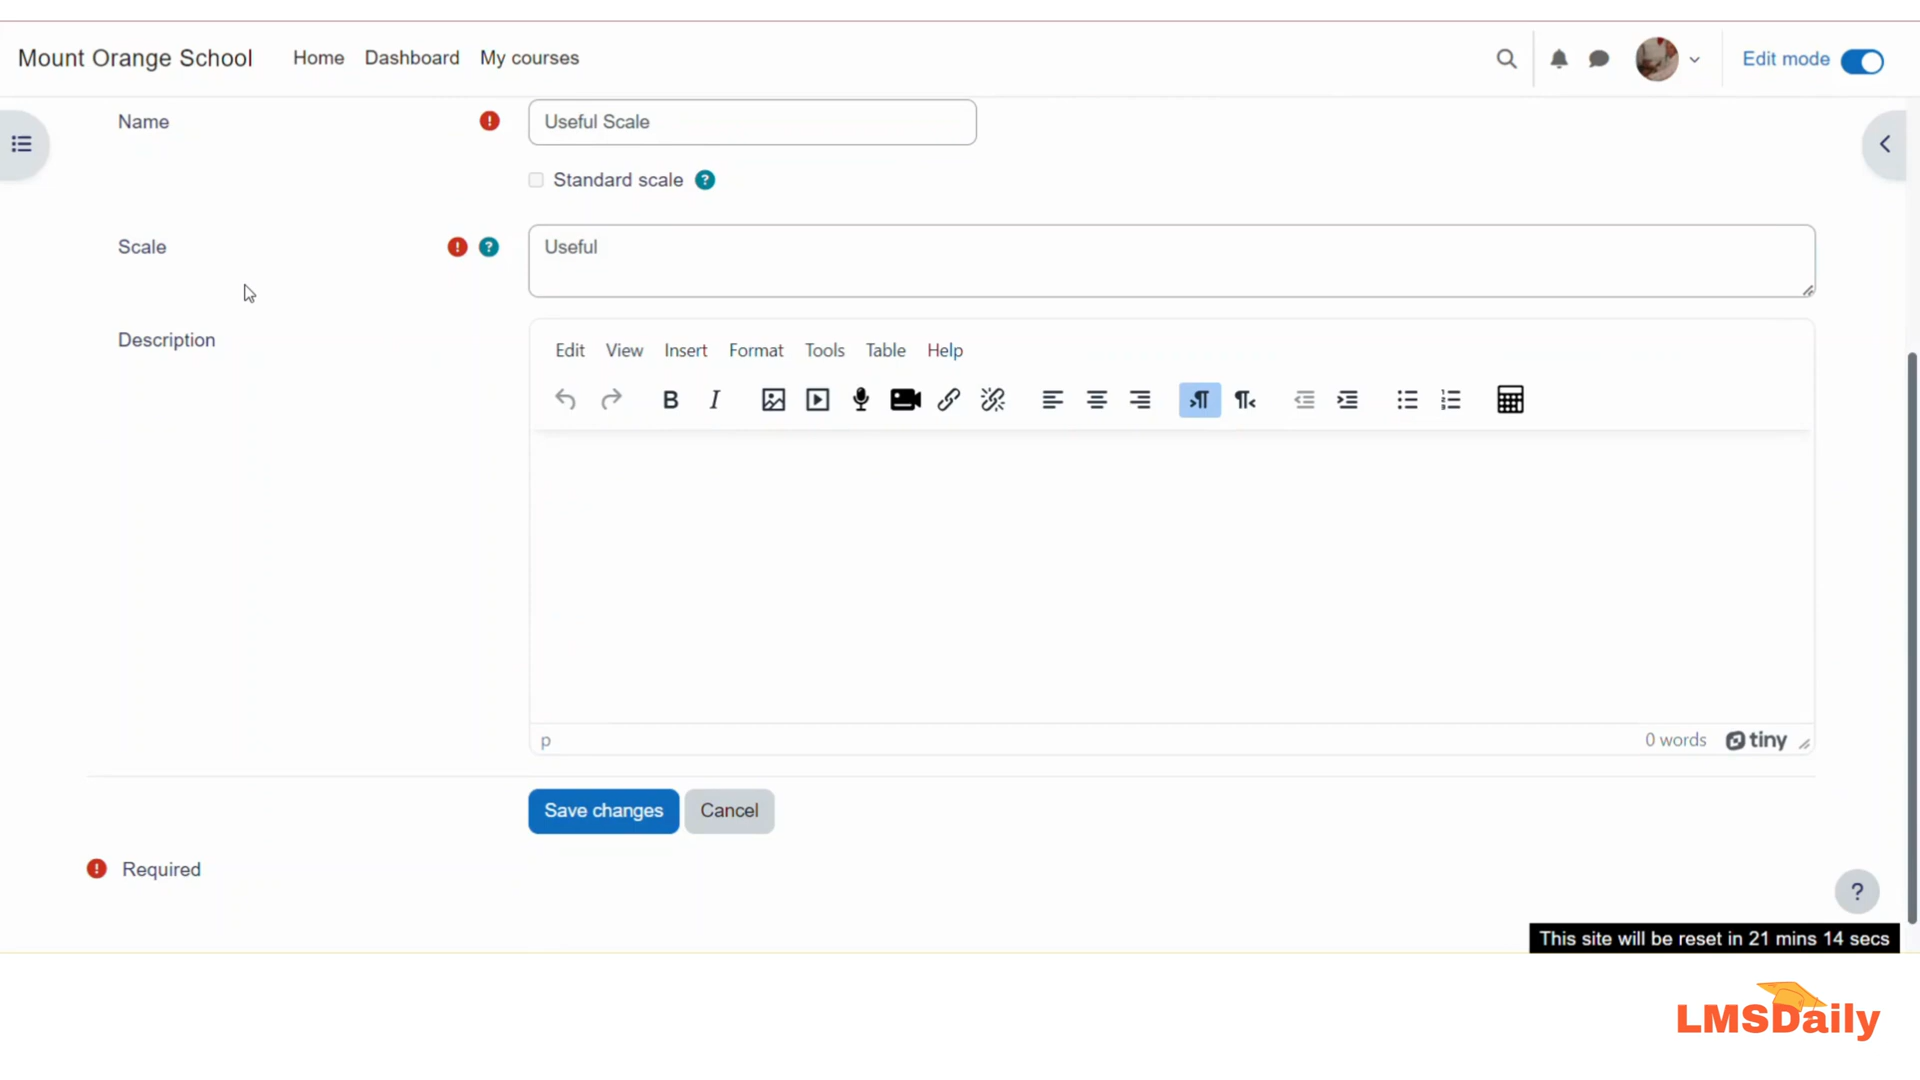 Mount Orange School Home Dashboard My courses Edit mode
Name Useful Scale
Standard scale ?
Scale ? Useful
Description Edit View Insert Format Tools Table Help
B I
p 0 words tiny
Save changes Cancel
Required
?
This site will be reset in 21 mins 14 secs
LMSDaily